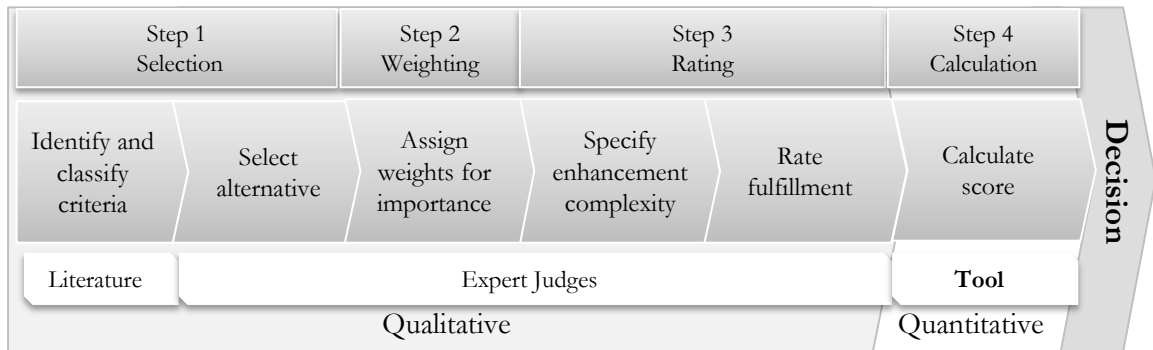 Step 1
Selection
Step 2
Weighting
Step 3
Rating
Step 4
Calculation
Identify and
classify
criteria
Select
alternative
Assign
weights for
importance
Specify
enhancement
complexity
Rate
fulfillment
Calculate
score
Decision
Literature
Expert Judges
Tool
Qualitative
Quantitative